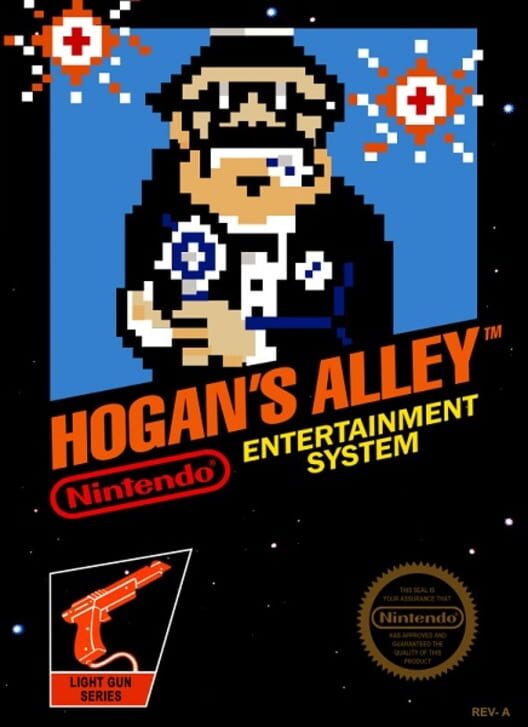 HOGAN'S ALLEY™
Nintendo®
ENTERTAINMENT
SYSTEM
LIGHT GUN
SERIES
THIS SEAL IS
YOUR ASSURANCE THAT
Nintendo®
HAS APPROVED AND
GUARANTEED THE
QUALITY OF THIS
PRODUCT
REV- A